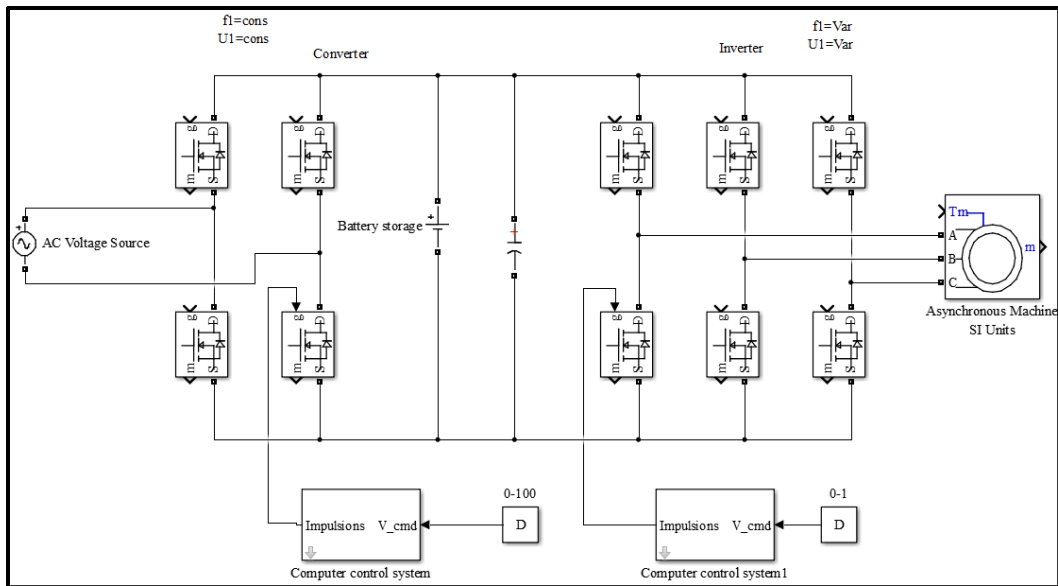 f1=cons
U1=cons
Converter
Inverter
f1=Var
U1=Var
g
D
m
S
g
D
m
S
g
D
m
S
g
D
m
S
g
D
m
S
AC Voltage Source
Battery storage
+
+
+
Tm
A
B
C
m
Asynchronous Machine
SI Units
g
D
m
S
g
D
m
S
g
D
m
S
g
D
m
S
g
D
m
S
0-100
0-1
Impulsions
V_cmd
D
Impulsions
V_cmd
D
Computer control system
Computer control system1